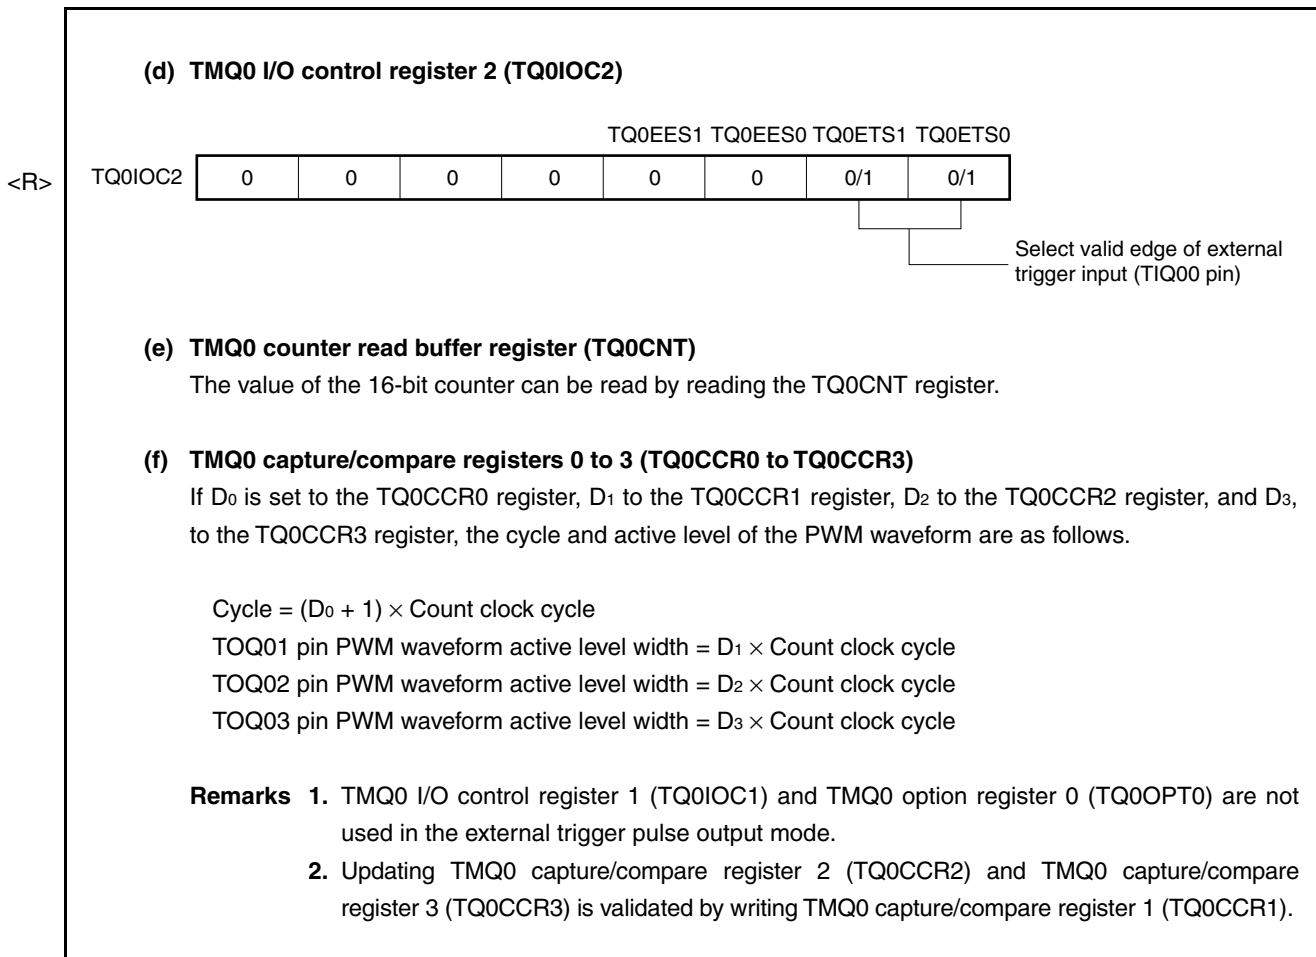 (d) TMQ0 I/O control register 2 (TQ0IOC2)
TQ0EES1 TQ0EES0 TQ0ETS1 TQ0ETS0
<R> TQ0IOC2 0 0 0 0 0 0 0/1 0/1
Select valid edge of external
trigger input (TIQ00 pin)
(e) TMQ0 counter read buffer register (TQ0CNT)
The value of the 16-bit counter can be read by reading the TQ0CNT register.
(f) TMQ0 capture/compare registers 0 to 3 (TQ0CCR0 to TQ0CCR3)
If D0 is set to the TQ0CCR0 register, D1 to the TQ0CCR1 register, D2 to the TQ0CCR2 register, and D3,
to the TQ0CCR3 register, the cycle and active level of the PWM waveform are as follows.
Cycle = (D0 + 1) × Count clock cycle
TOQ01 pin PWM waveform active level width = D1 × Count clock cycle
TOQ02 pin PWM waveform active level width = D2 × Count clock cycle
TOQ03 pin PWM waveform active level width = D3 × Count clock cycle
Remarks 1. TMQ0 I/O control register 1 (TQ0IOC1) and TMQ0 option register 0 (TQ0OPT0) are not
used in the external trigger pulse output mode.
2. Updating TMQ0 capture/compare register 2 (TQ0CCR2) and TMQ0 capture/compare
register 3 (TQ0CCR3) is validated by writing TMQ0 capture/compare register 1 (TQ0CCR1).